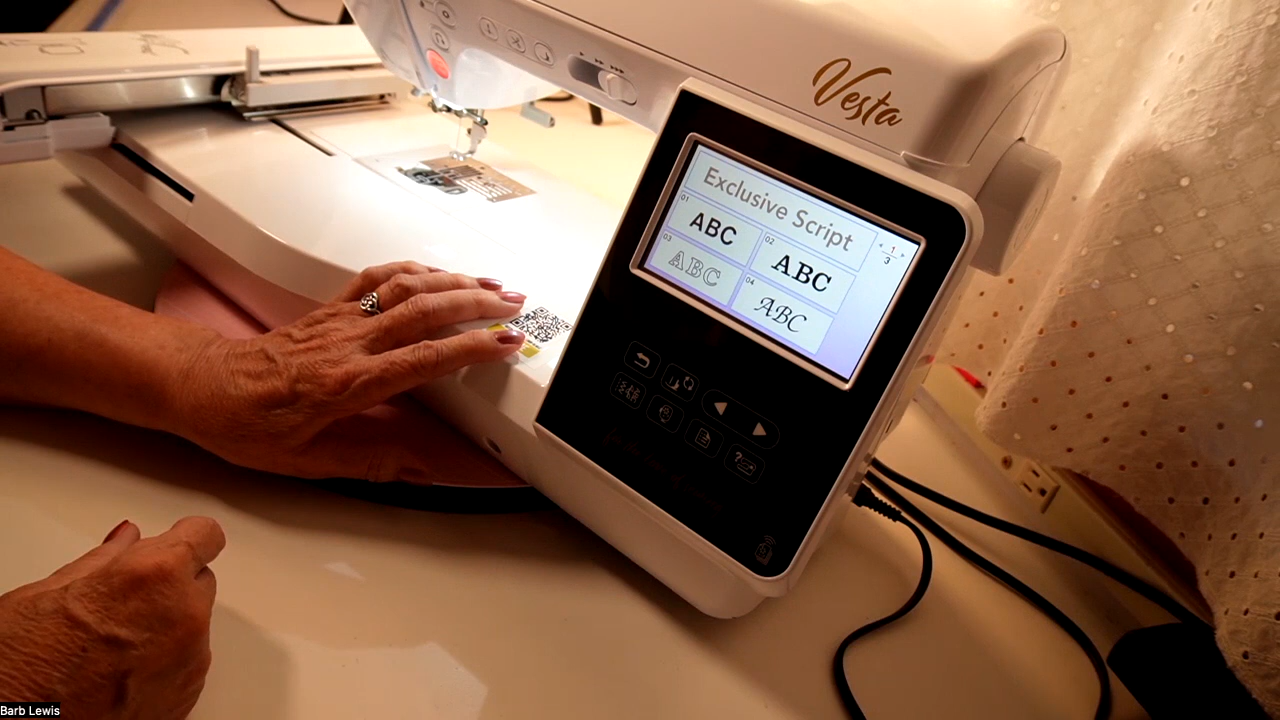 Vesta
Exclusive Script
1
3
01
ABC
02
ABC
03
ABC
04
ABC
Barb Lewis